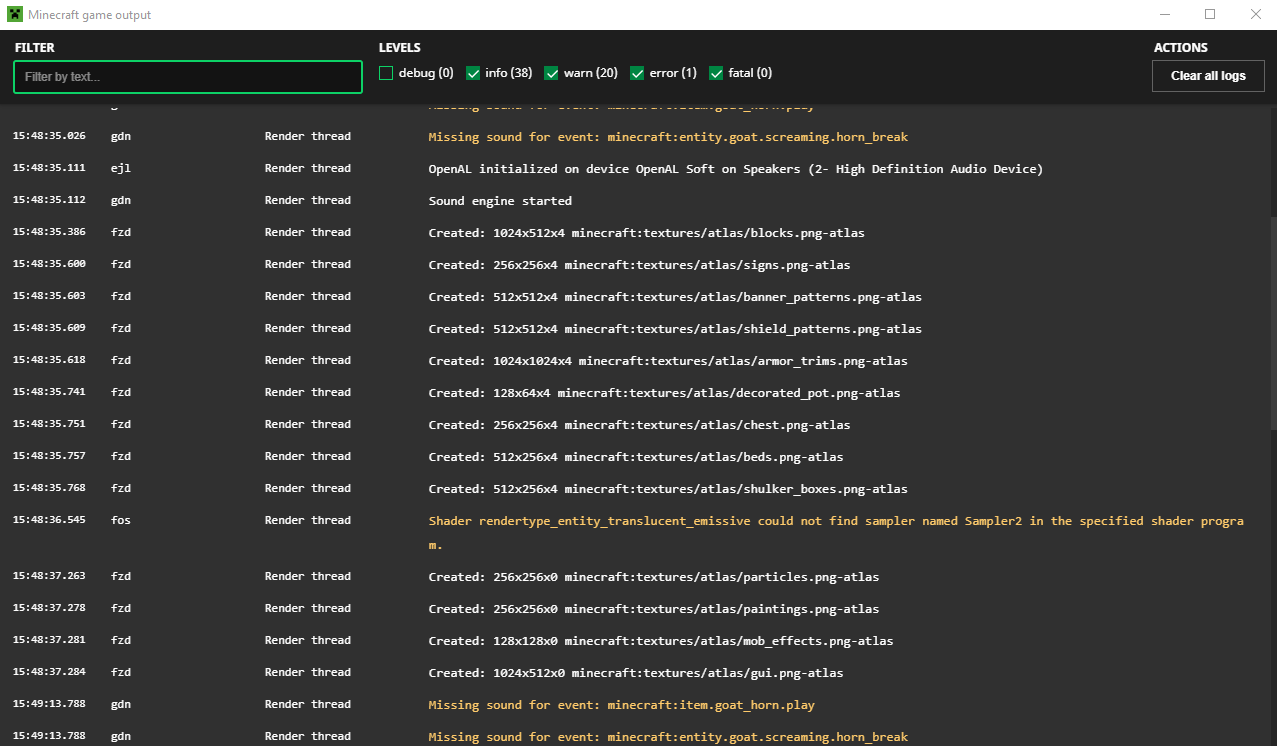 Minecraft game output
FILTER LEVELS ACTIONS
Filter by text... debug (0) info (38) warn (20) error (1) fatal (0) Clear all logs
Missing sound for event: minecraft:item.goat_horn.play
15:48:35.026 gdn Render thread Missing sound for event: minecraft:entity.goat.screaming.horn_break
15:48:35.111 ejl Render thread OpenAL initialized on device OpenAL Soft on Speakers (2- High Definition Audio Device)
15:48:35.112 gdn Render thread Sound engine started
15:48:35.386 fzd Render thread Created: 1024x512x4 minecraft:textures/atlas/blocks.png-atlas
15:48:35.600 fzd Render thread Created: 256x256x4 minecraft:textures/atlas/signs.png-atlas
15:48:35.603 fzd Render thread Created: 512x512x4 minecraft:textures/atlas/banner_patterns.png-atlas
15:48:35.609 fzd Render thread Created: 512x512x4 minecraft:textures/atlas/shield_patterns.png-atlas
15:48:35.618 fzd Render thread Created: 1024x1024x4 minecraft:textures/atlas/armor_trims.png-atlas
15:48:35.741 fzd Render thread Created: 128x64x4 minecraft:textures/atlas/decorated_pot.png-atlas
15:48:35.751 fzd Render thread Created: 256x256x4 minecraft:textures/atlas/chest.png-atlas
15:48:35.757 fzd Render thread Created: 512x256x4 minecraft:textures/atlas/beds.png-atlas
15:48:35.768 fzd Render thread Created: 512x256x4 minecraft:textures/atlas/shulker_boxes.png-atlas
15:48:36.545 fos Render thread Shader rendertype_entity_translucent_emissive could not find sampler named Sampler2 in the specified shader progra
m.
15:48:37.263 fzd Render thread Created: 256x256x0 minecraft:textures/atlas/particles.png-atlas
15:48:37.278 fzd Render thread Created: 256x256x0 minecraft:textures/atlas/paintings.png-atlas
15:48:37.281 fzd Render thread Created: 128x128x0 minecraft:textures/atlas/mob_effects.png-atlas
15:48:37.284 fzd Render thread Created: 1024x512x0 minecraft:textures/atlas/gui.png-atlas
15:49:13.788 gdn Render thread Missing sound for event: minecraft:item.goat_horn.play
15:49:13.788 gdn Render thread Missing sound for event: minecraft:entity.goat.screaming.horn_break